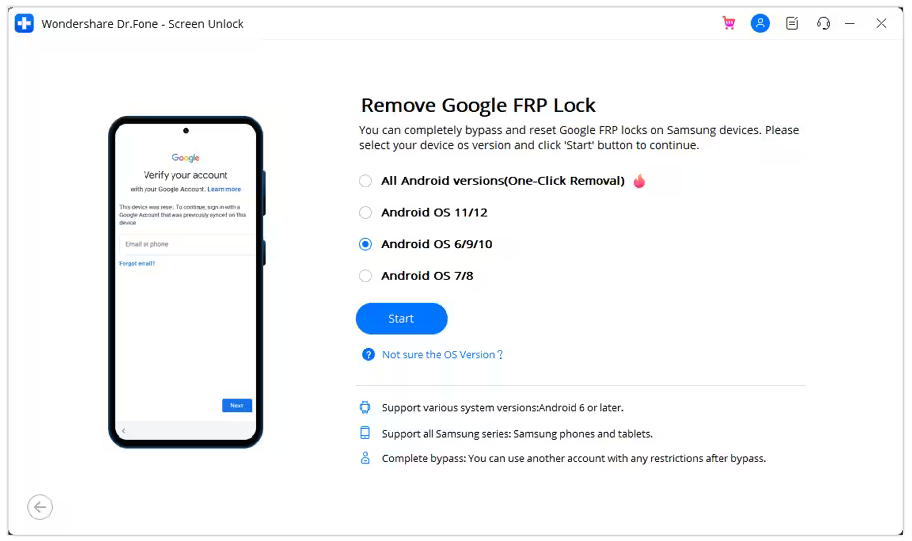 Wondershare Dr.Fone - Screen Unlock
Google
Verify your account
with your Google Account. Learn more
This device was reset. To continue, sign in with a
Google Account that was previously synced on this
device
Email or phone
Forgot email?
Next
Remove Google FRP Lock
You can completely bypass and reset Google FRP locks on Samsung devices. Please
select your device os version and click 'Start' button to continue.
All Android versions(One-Click Removal)
Android OS 11/12
Android OS 6/9/10
Android OS 7/8
Start
Not sure the OS Version?
Support various system versions:Android 6 or later.
Support all Samsung series: Samsung phones and tablets.
Complete bypass: You can use another account with any restrictions after bypass.